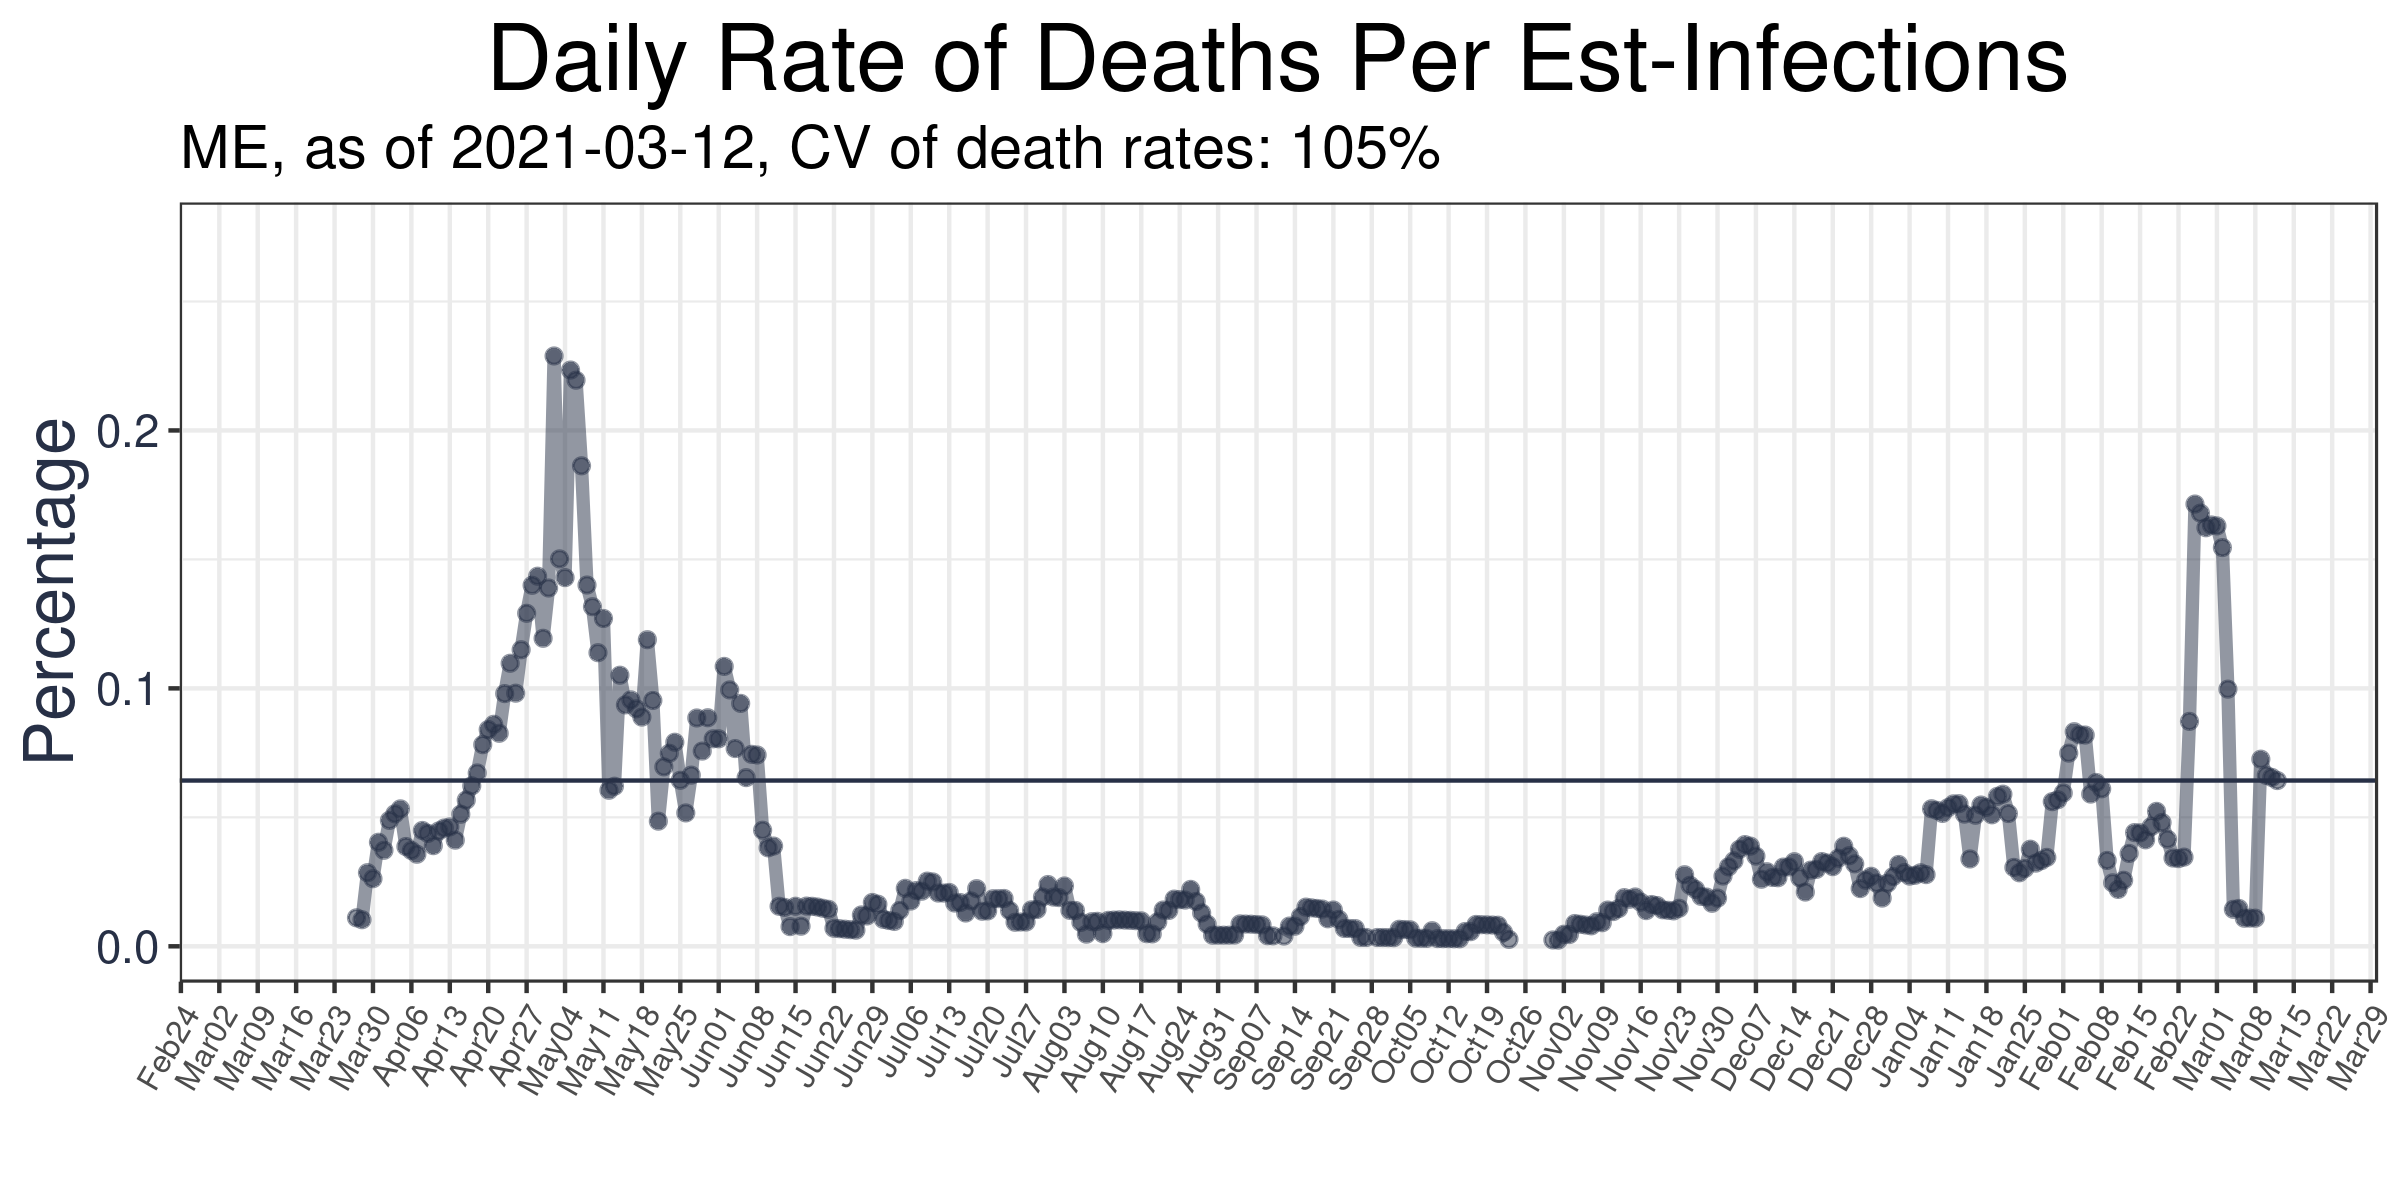 Daily Rate of Deaths Per Est-Infections
ME, as of 2021-03-12, CV of death rates: 105%
Percentage
0.2
0.1
0.0
Feb24
Mar02
Mar09
Mar16
Mar23
Mar30
Apr06
Apr13
Apr20
Apr27
May04
May11
May18
May25
Jun01
Jun08
Jun15
Jun22
Jun29
Jul06
Jul13
Jul20
Jul27
Aug03
Aug10
Aug17
Aug24
Aug31
Sep07
Sep14
Sep21
Sep28
Oct05
Oct12
Oct19
Oct26
Nov02
Nov09
Nov16
Nov23
Nov30
Dec07
Dec14
Dec21
Dec28
Jan04
Jan11
Jan18
Jan25
Feb01
Feb08
Feb15
Feb22
Mar01
Mar08
Mar15
Mar22
Mar29